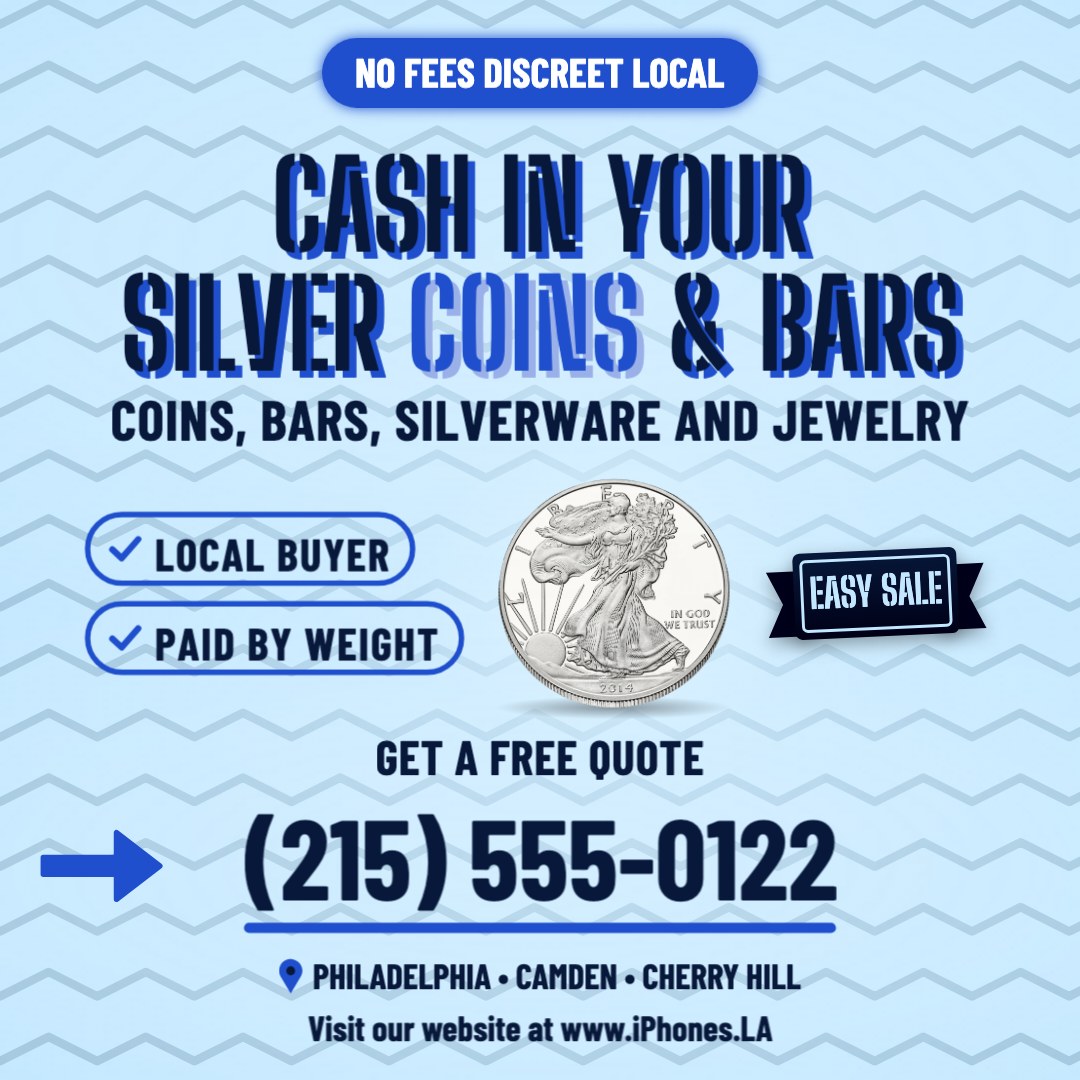 NO FEES DISCREET LOCAL
CASH IN YOUR
SILVER COINS & BARS
COINS, BARS, SILVERWARE AND JEWELRY
✓ LOCAL BUYER
✓ PAID BY WEIGHT
LIBERTY
IN GOD
WE TRUST
2014
EASY SALE
GET A FREE QUOTE
(215) 555-0122
PHILADELPHIA • CAMDEN • CHERRY HILL
Visit our website at www.iPhones.LA